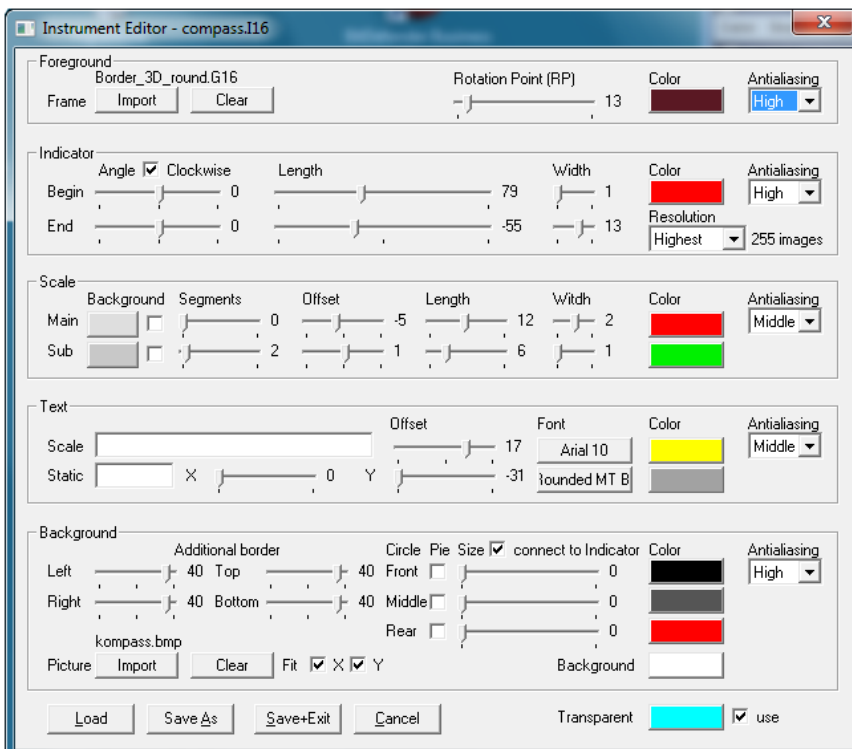 Instrument Editor - compass.I16
Foreground
Border_3D_round.G16
Rotation Point (RP) Color Antialiasing
Frame Import Clear 13 High
Indicator
Angle Clockwise Length Width Color Antialiasing
Begin 0 79 1 High
Resolution
End 0 -55 13 Highest 255 images
Scale
Background Segments Offset Length Witdh Color Antialiasing
Main 0 -5 12 2 Middle
Sub 2 1 6 1
Text
Offset Font Color Antialiasing
Scale 17 Arial 10 Middle
Static X 0 Y -31 Rounded MT B
Background
Additional border Circle Pie Size connect to Indicator Color Antialiasing
Left 40 Top 40 Front 0 High
Right 40 Bottom 40 Middle 0
Rear 0
kompass.bmp
Picture Import Clear Fit X Y Background
Load Save As Save+Exit Cancel Transparent use